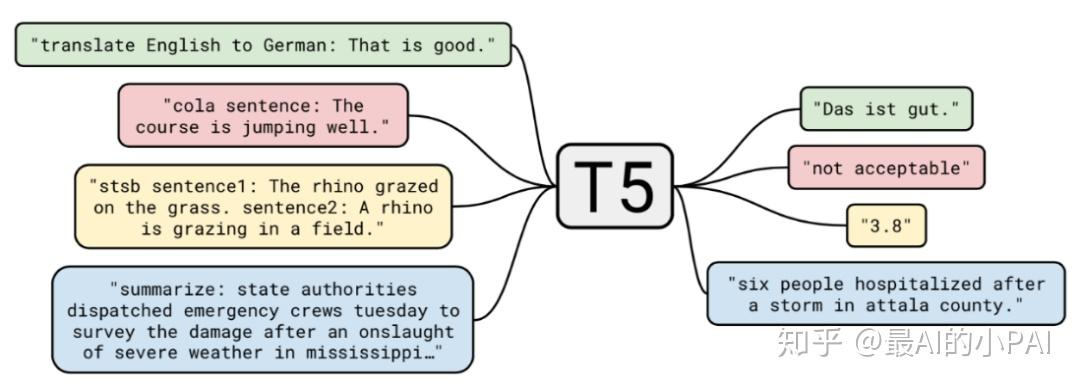 "translate English to German: That is good."
"cola sentence: The
course is jumping well."
"stsb sentence1: The rhino grazed
on the grass. sentence2: A rhino
is grazing in a field."
"summarize: state authorities
dispatched emergency crews tuesday to
survey the damage after an onslaught
of severe weather in mississippi…"
T5
"Das ist gut."
"not acceptable"
"3.8"
"six people hospitalized after
a storm in attala county."
知乎 @最AI的小PAI